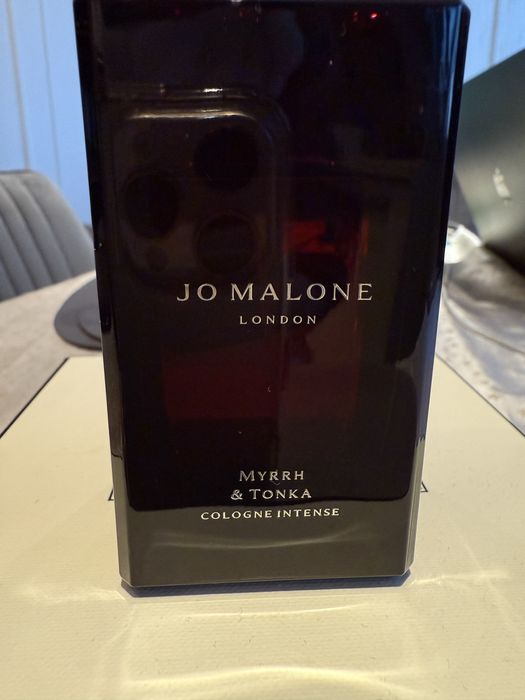 JO MALONE
LONDON
MYRRH
& TONKA
COLOGNE INTENSE